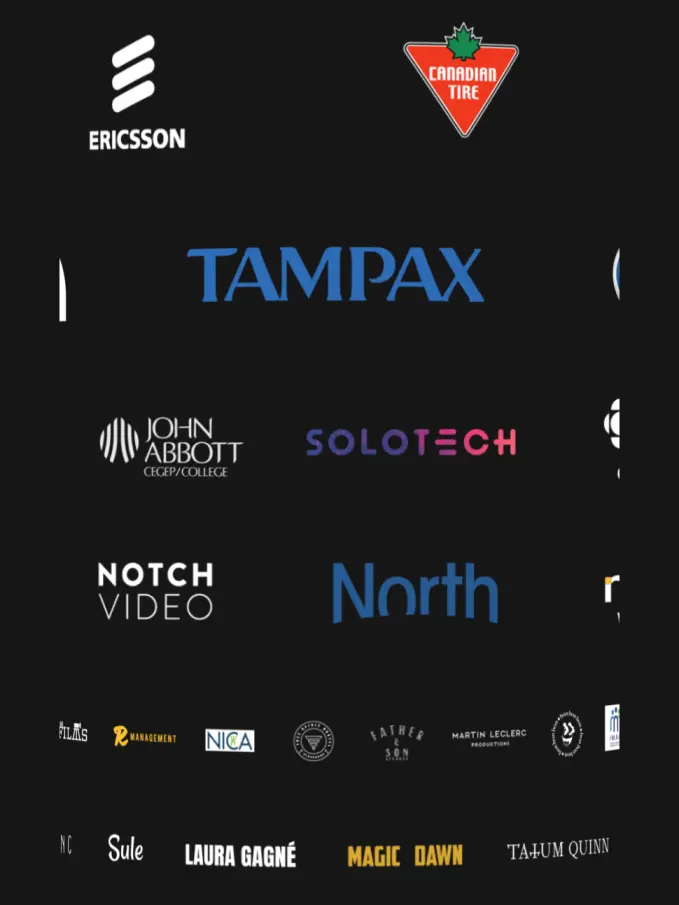 ERICSSON
CANADIAN
TIRE
TAMPAX
JOHN
ABBOTT
CEGEP/COLLEGE
SOLOTECH
NOTCH
VIDEO
North
FILMS
R MANAGEMENT
NICA
FATHER
&
SON
MARTIN LECLERC
PRODUCTIONS
Sule
LAURA GAGNÉ
MAGIC DAWN
TATUM QUINN